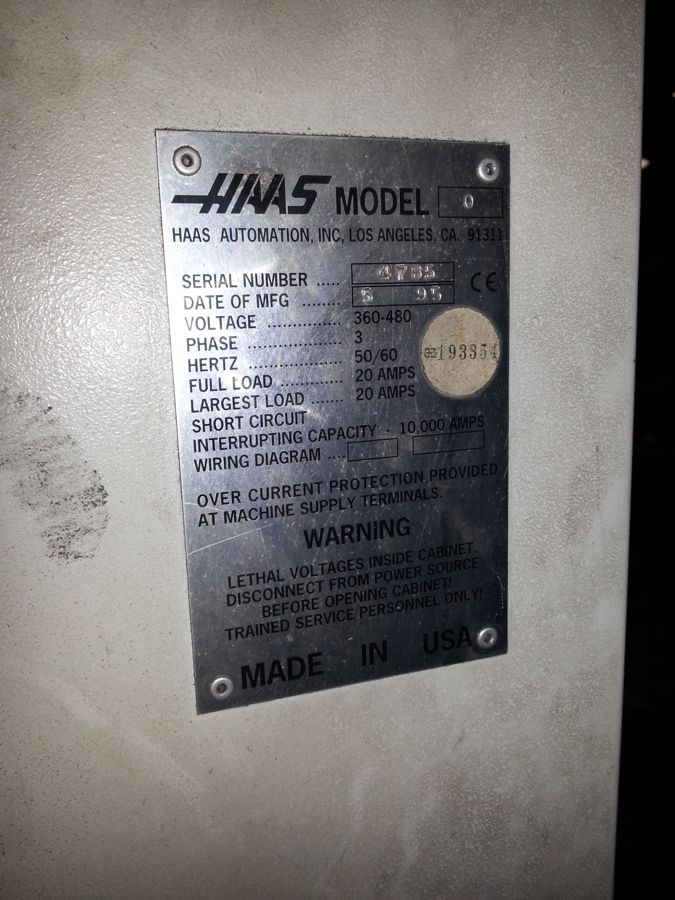 HAAS MODEL 0
HAAS AUTOMATION, INC, LOS ANGELES, CA. 91311
SERIAL NUMBER ..... 4785
CE
DATE OF MFG ........ 5 95
VOLTAGE ............... 360-480
PHASE ................... 3
HERTZ ................... 50/60
FULL LOAD ............. 20 AMPS
LARGEST LOAD ....... 20 AMPS
193354
SHORT CIRCUIT
INTERRUPTING CAPACITY - 10,000 AMPS
WIRING DIAGRAM ....
OVER CURRENT PROTECTION PROVIDED
AT MACHINE SUPPLY TERMINALS.
WARNING
LETHAL VOLTAGES INSIDE CABINET.
DISCONNECT FROM POWER SOURCE
BEFORE OPENING CABINET!
TRAINED SERVICE PERSONNEL ONLY!
MADE IN USA